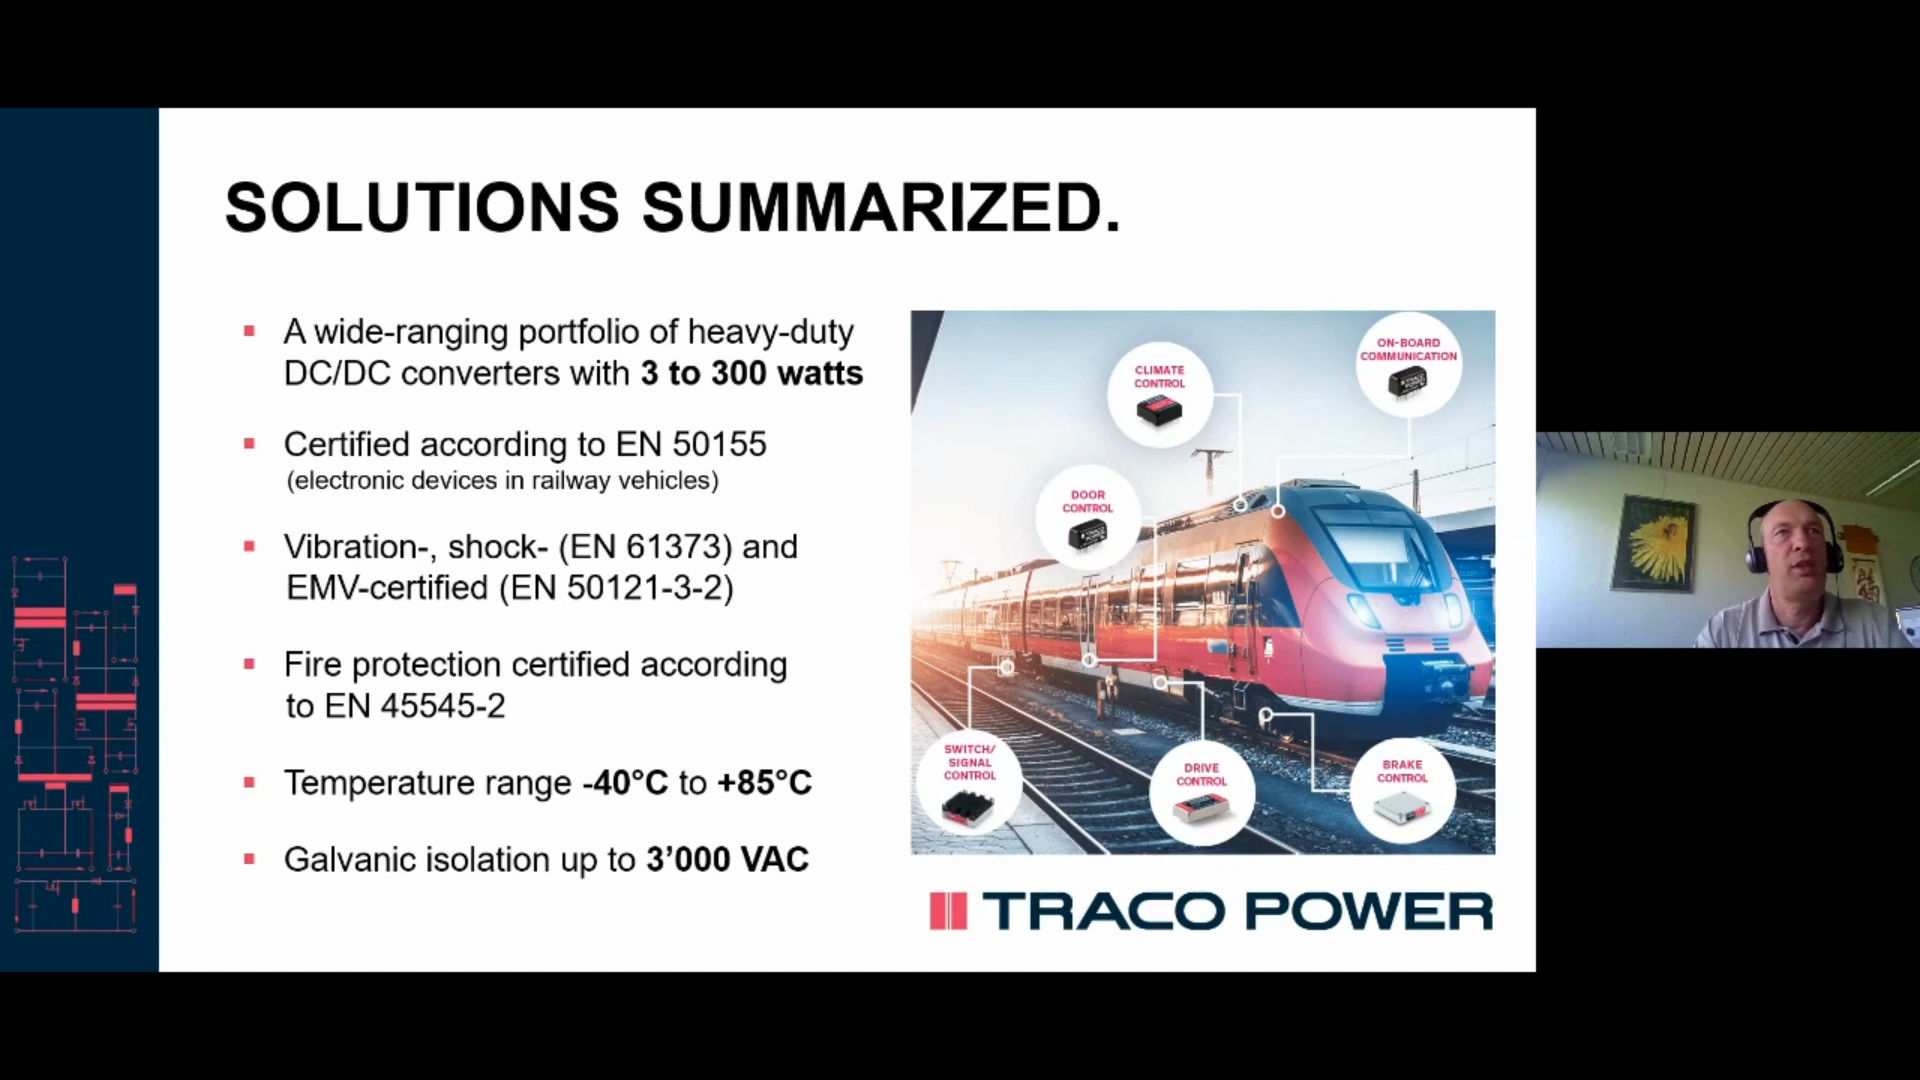 SOLUTIONS SUMMARIZED.
A wide-ranging portfolio of heavy-duty
DC/DC converters with 3 to 300 watts
Certified according to EN 50155
(electronic devices in railway vehicles)
Vibration-, shock- (EN 61373) and
EMV-certified (EN 50121-3-2)
Fire protection certified according
to EN 45545-2
Temperature range -40°C to +85°C
Galvanic isolation up to 3’000 VAC
ON-BOARD
COMMUNICATION
CLIMATE
CONTROL
DOOR
CONTROL
SWITCH/
SIGNAL
CONTROL
DRIVE
CONTROL
BRAKE
CONTROL
TRACO POWER